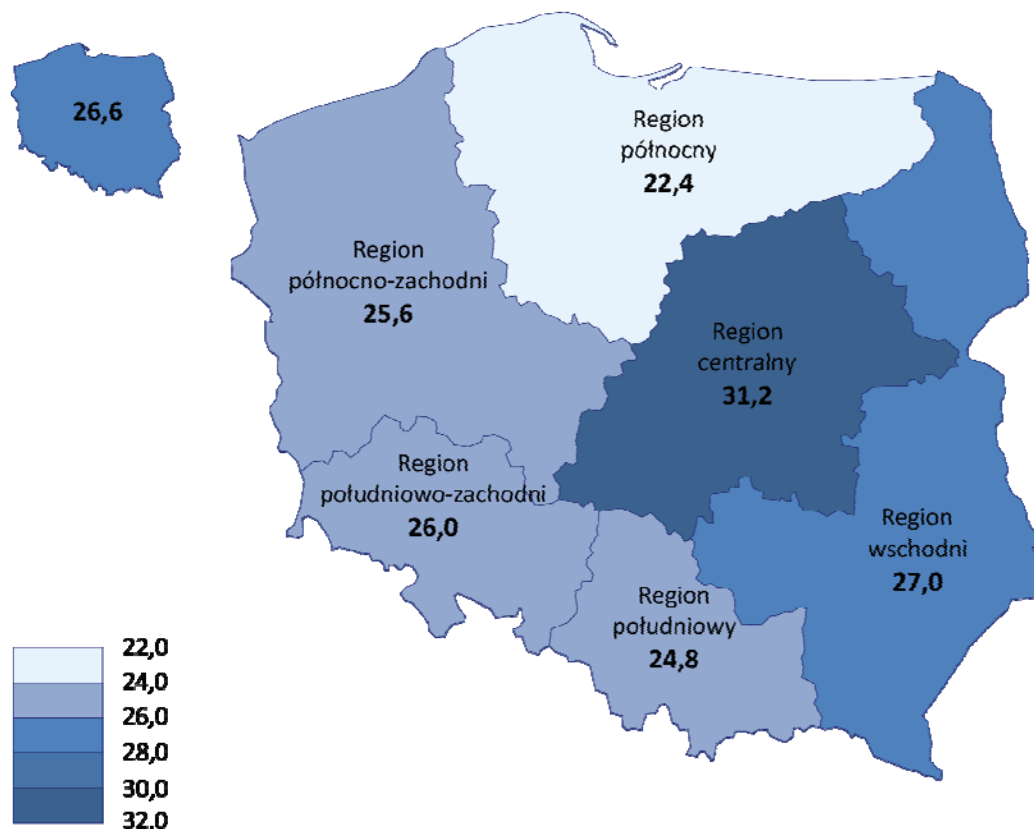 26,6
Region
północny
22,4
Region
północno-zachodni
25,6
Region
centralny
31,2
Region
południowo-zachodni
26,0
Region
wschodni
27,0
Region
południowy
24,8
22,0
24,0
26,0
28,0
30,0
32,0